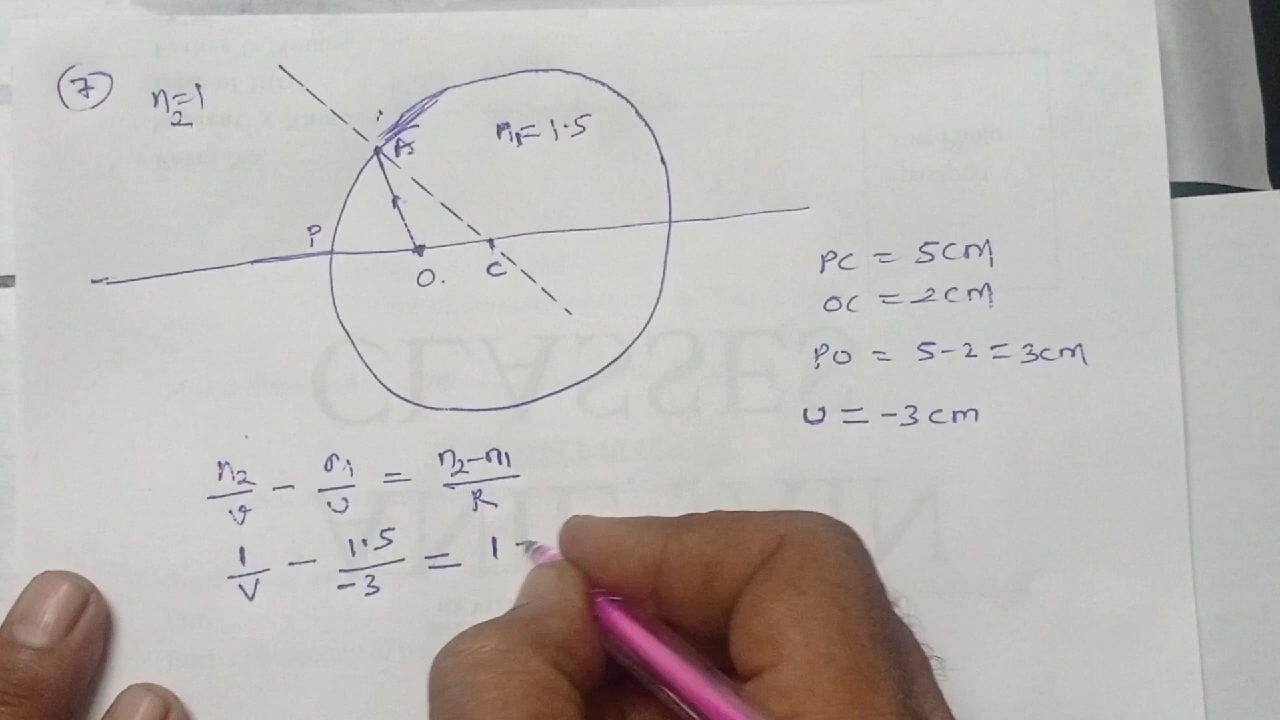 7
n₂=1
n₁=1.5
A
P
O.
C
PC = 5cm
OC = 2cm
PO = 5-2=3cm
u = -3cm
n₂/v - n₁/u = n₂-n₁/R
1/v - 1.5/-3 = 1 -
CLASSES